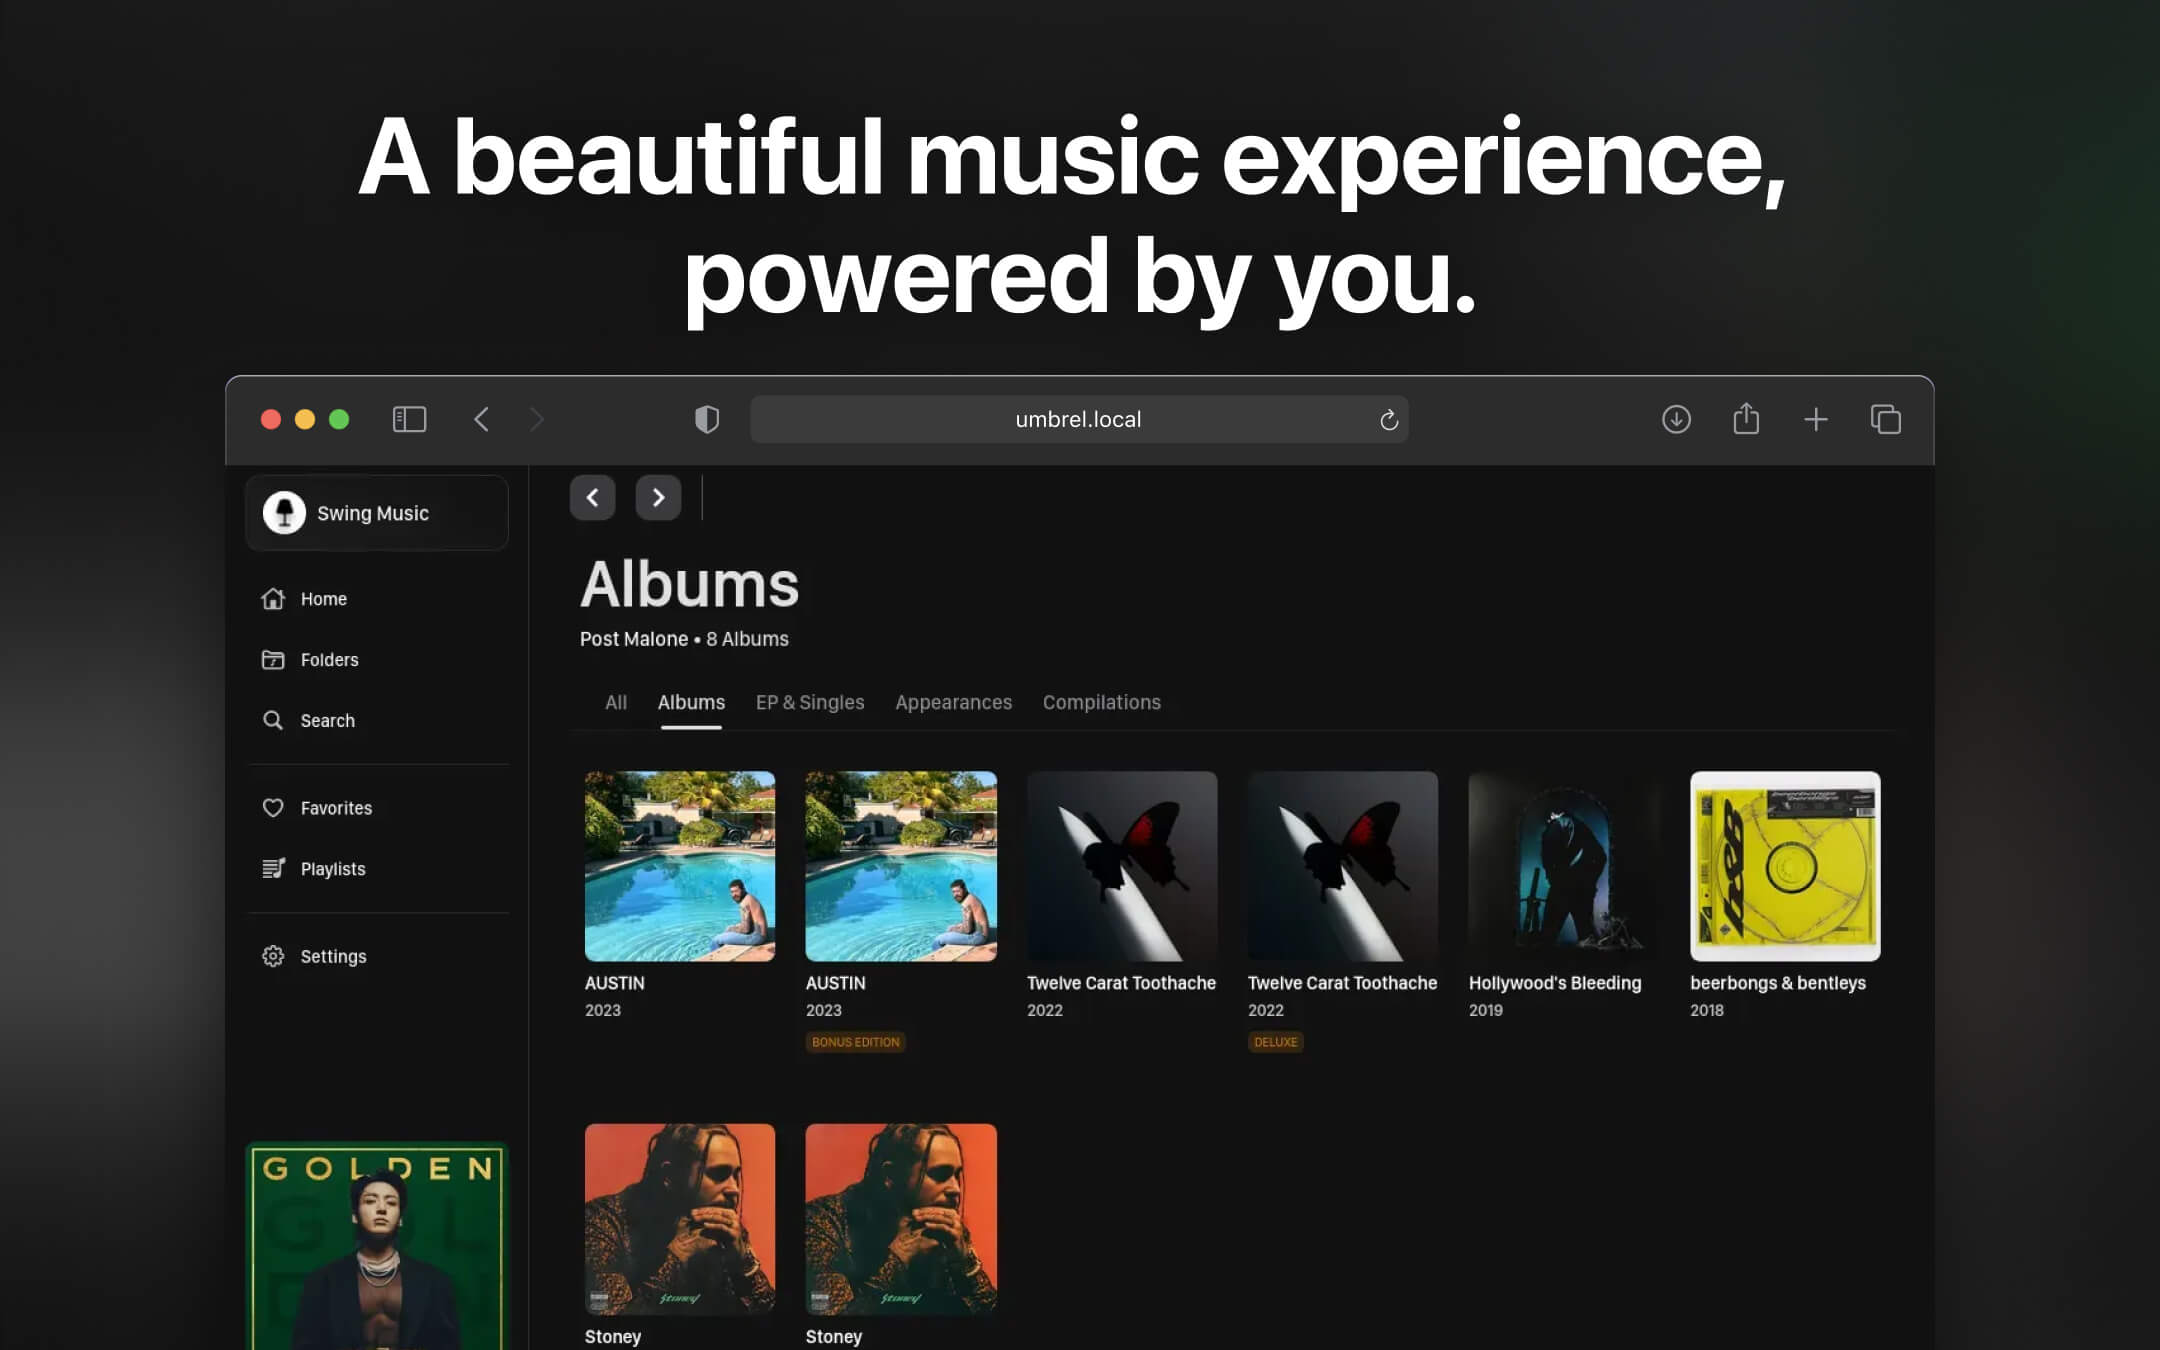 A beautiful music experience,
powered by you.
umbrel.local
Swing Music
Home
Folders
Search
Favorites
Playlists
Settings
Albums
Post Malone • 8 Albums
All Albums EP & Singles Appearances Compilations
AUSTIN
2023
AUSTIN
2023
BONUS EDITION
Twelve Carat Toothache
2022
Twelve Carat Toothache
2022
DELUXE
Hollywood's Bleeding
2019
beerbongs & bentleys
2018
Stoney
Stoney
Stoney
Stoney
GOLDEN